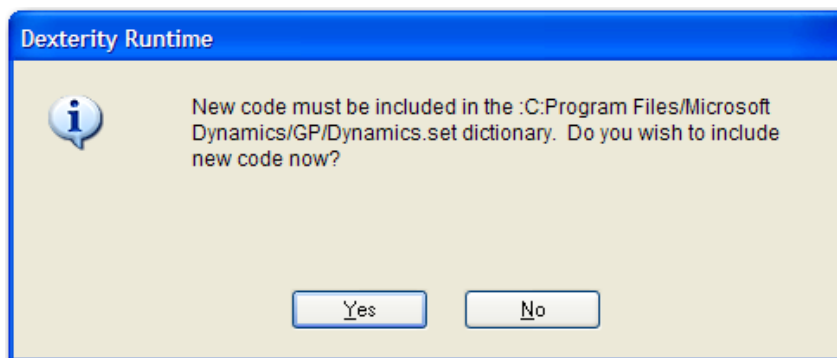 Dexterity Runtime
New code must be included in the :C:Program Files/Microsoft
Dynamics/GP/Dynamics.set dictionary.  Do you wish to include
new code now?
Yes
No